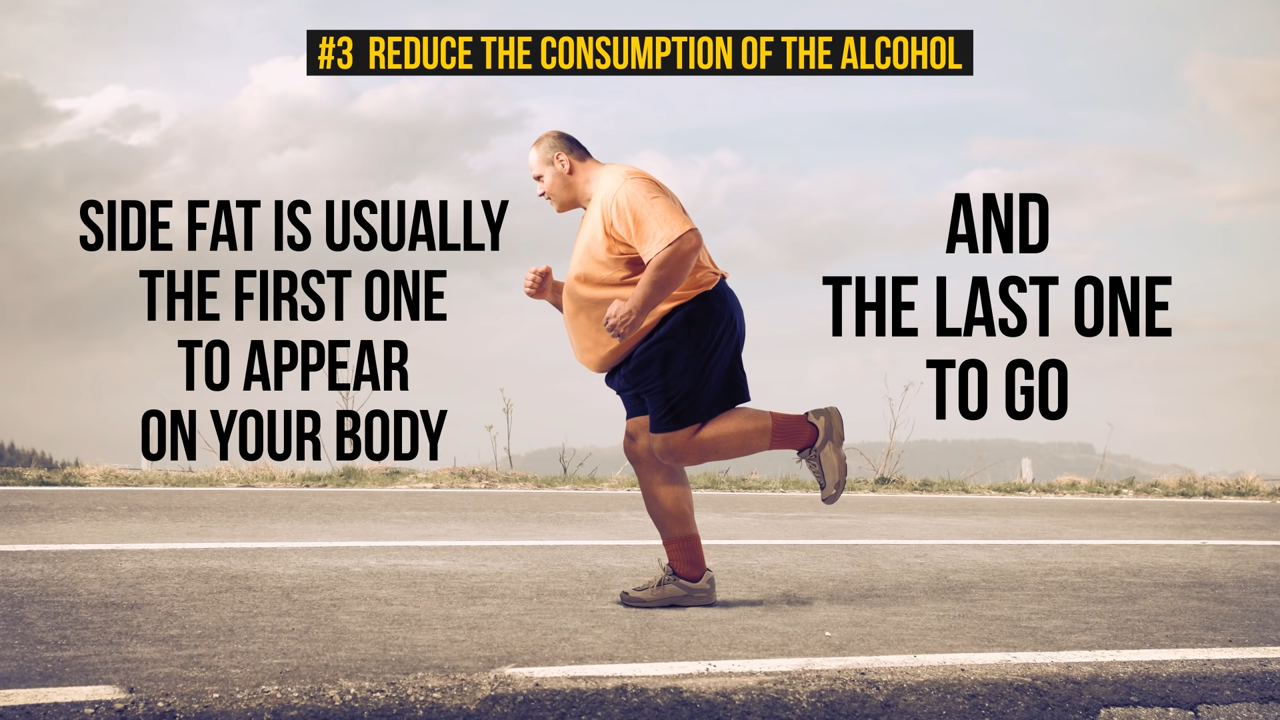 #3 REDUCE THE CONSUMPTION OF THE ALCOHOL
SIDE FAT IS USUALLY
THE FIRST ONE
TO APPEAR
ON YOUR BODY
AND
THE LAST ONE
TO GO